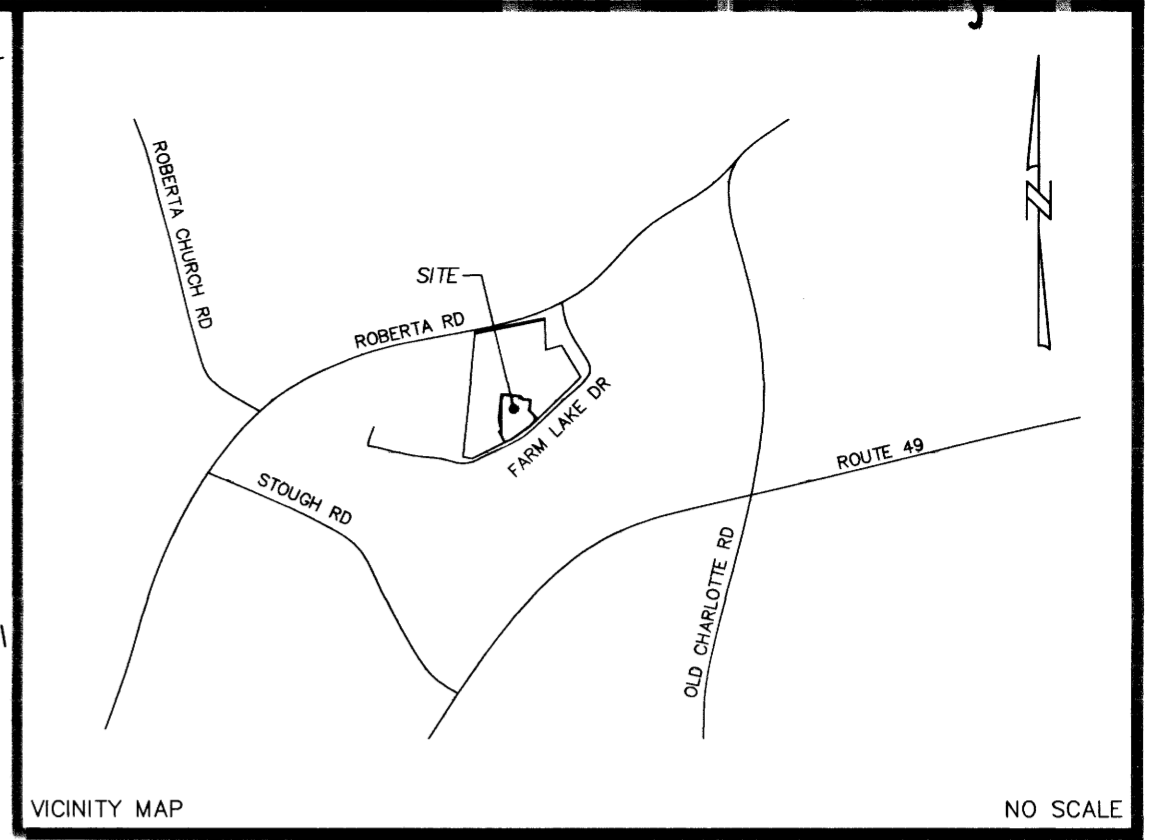 ROBERTA CHURCH RD
N
SITE
ROBERTA RD
FARM LAKE DR
ROUTE 49
STOUGH RD
OLD CHARLOTTE RD
VICINITY MAP
NO SCALE